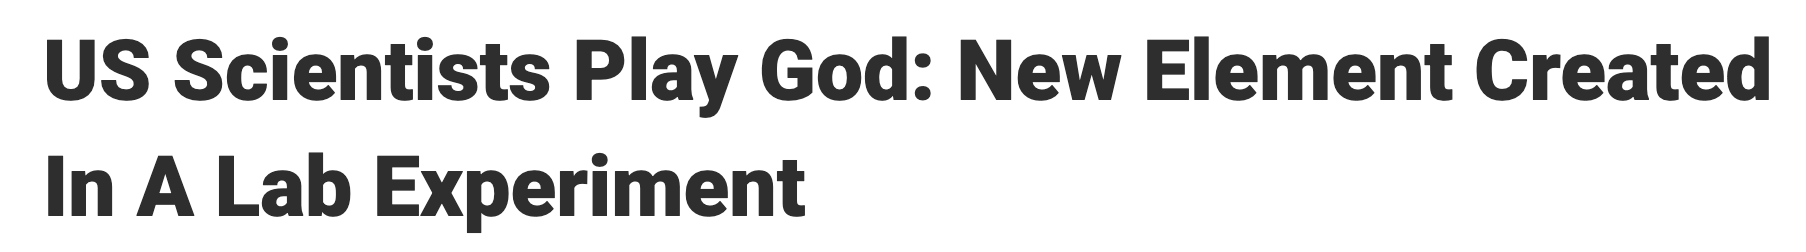 US Scientists Play God: New Element Created
In A Lab Experiment